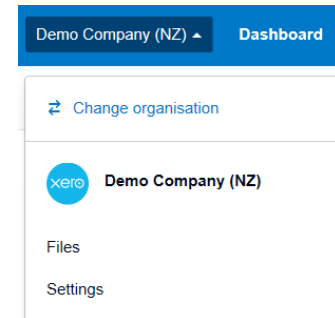 Demo Company (NZ) Dashboard
Change organisation
xero Demo Company (NZ)
Files
Settings